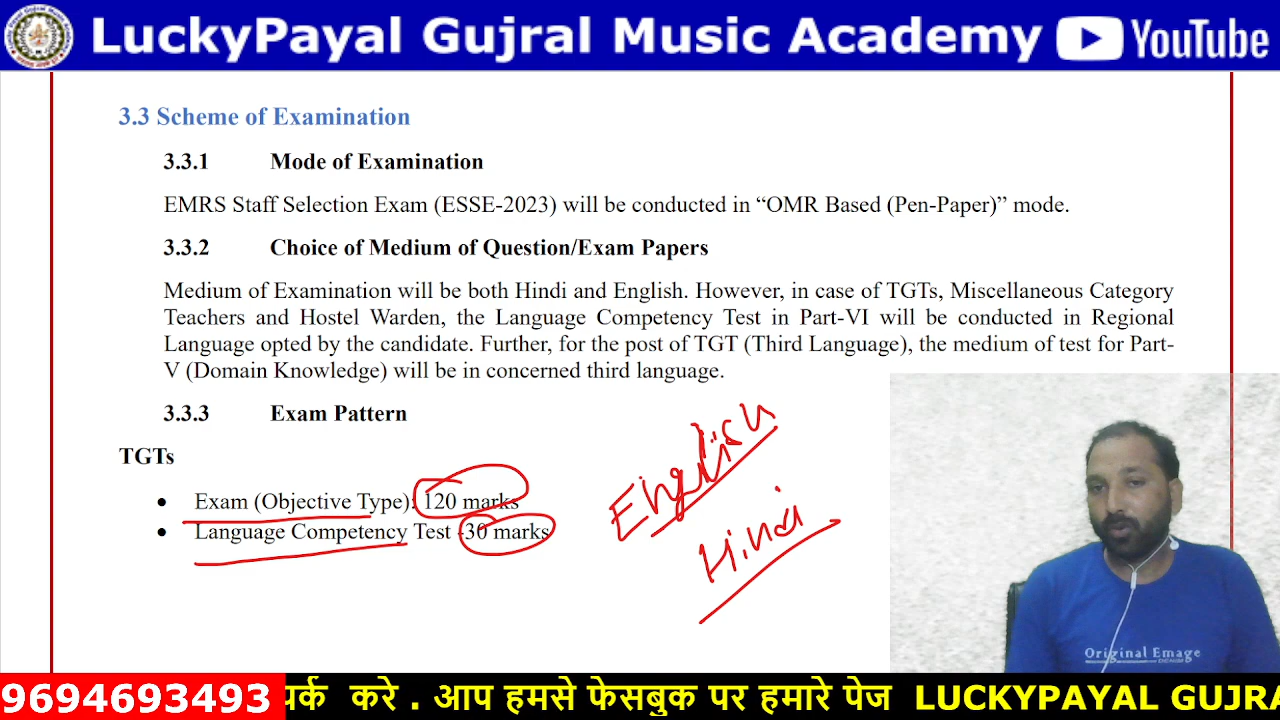 LuckyPayal Gujral Music Academy YouTube
3.3 Scheme of Examination
3.3.1 Mode of Examination
EMRS Staff Selection Exam (ESSE-2023) will be conducted in “OMR Based (Pen-Paper)” mode.
3.3.2 Choice of Medium of Question/Exam Papers
Medium of Examination will be both Hindi and English. However, in case of TGTs, Miscellaneous Category
Teachers and Hostel Warden, the Language Competency Test in Part-VI will be conducted in Regional
Language opted by the candidate. Further, for the post of TGT (Third Language), the medium of test for Part-
V (Domain Knowledge) will be in concerned third language.
3.3.3 Exam Pattern
TGTs
• Exam (Objective Type): 120 marks
• Language Competency Test -30 marks
English
Hindi
Original Emage
9694693493 पर्क करे . आप हमसे फेसबुक पर हमारे पेज LUCKYPAYAL GUJRA